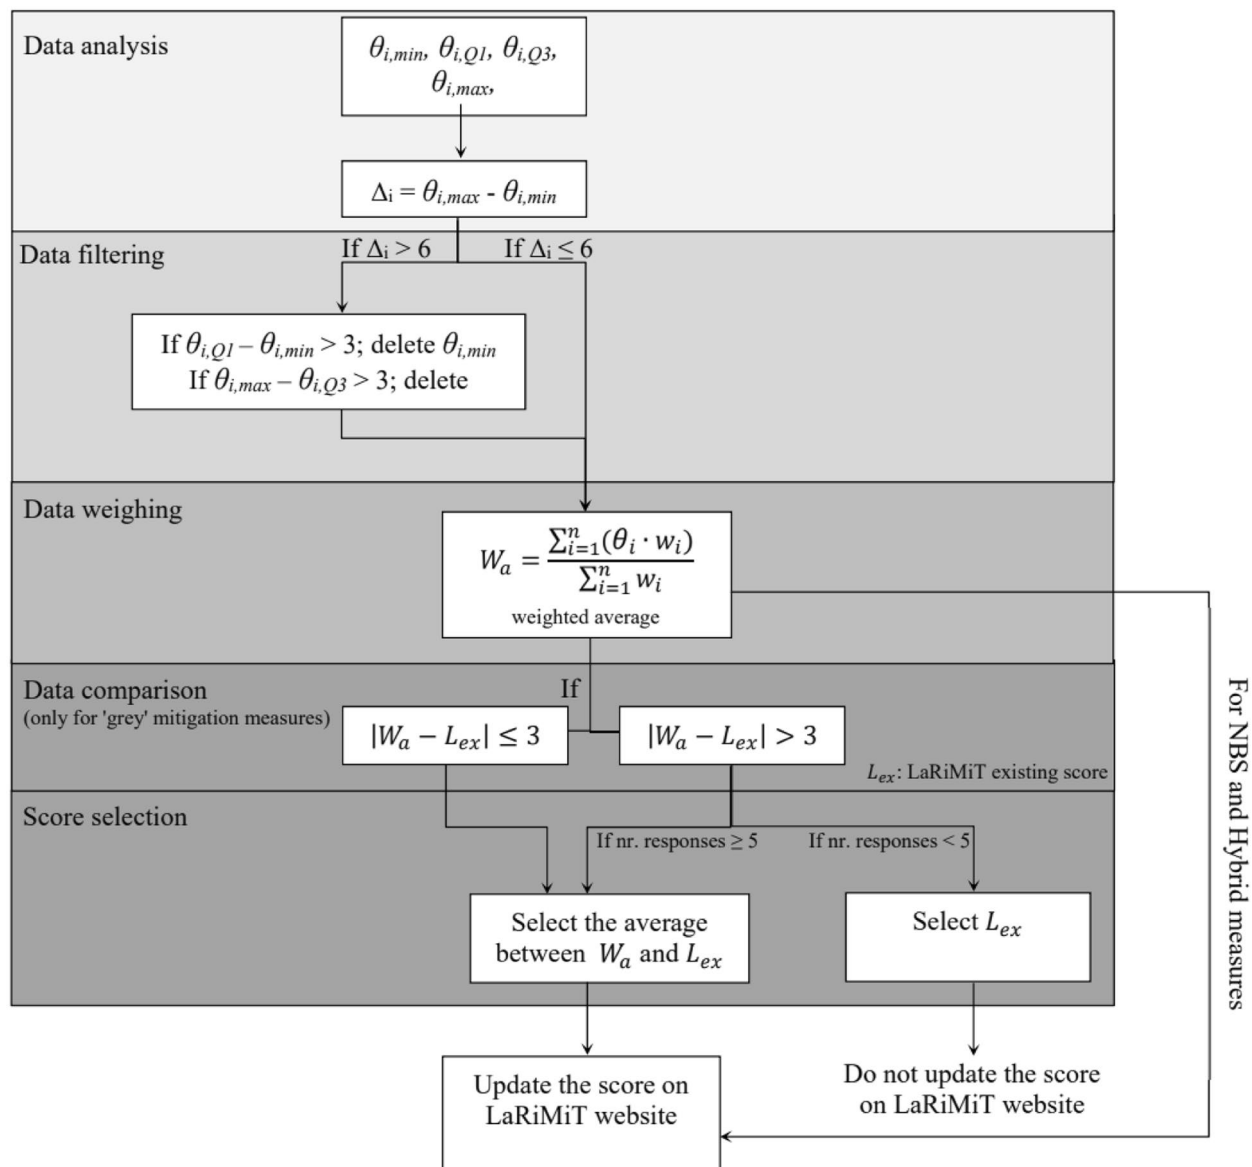 Data analysis
θi,min, θi,Q1, θi,Q3,
θi,max,
Δi = θi,max - θi,min
Data filtering
If Δi > 6
If Δi ≤ 6
If θi,Q1 – θi,min > 3; delete θi,min
If θi,max – θi,Q3 > 3; delete
Data weighing
Wa = ∑ⁿi=1(θi · wi) / ∑ⁿi=1 wi
weighted average
Data comparison
(only for 'grey' mitigation measures)
If
|Wa − Lex| ≤ 3
|Wa − Lex| > 3
Lex: LaRiMiT existing score
Score selection
If nr. responses ≥ 5
If nr. responses < 5
Select the average
between Wa and Lex
Select Lex
Update the score on
LaRiMiT website
Do not update the score
on LaRiMiT website
For NBS and Hybrid measures